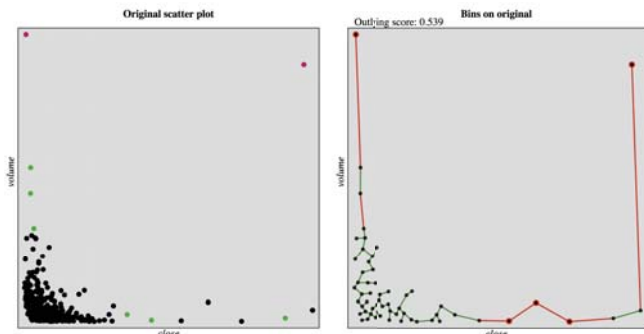 Original scatter plot
volume
close
Bins on original
Outlying score: 0.539
volume
close